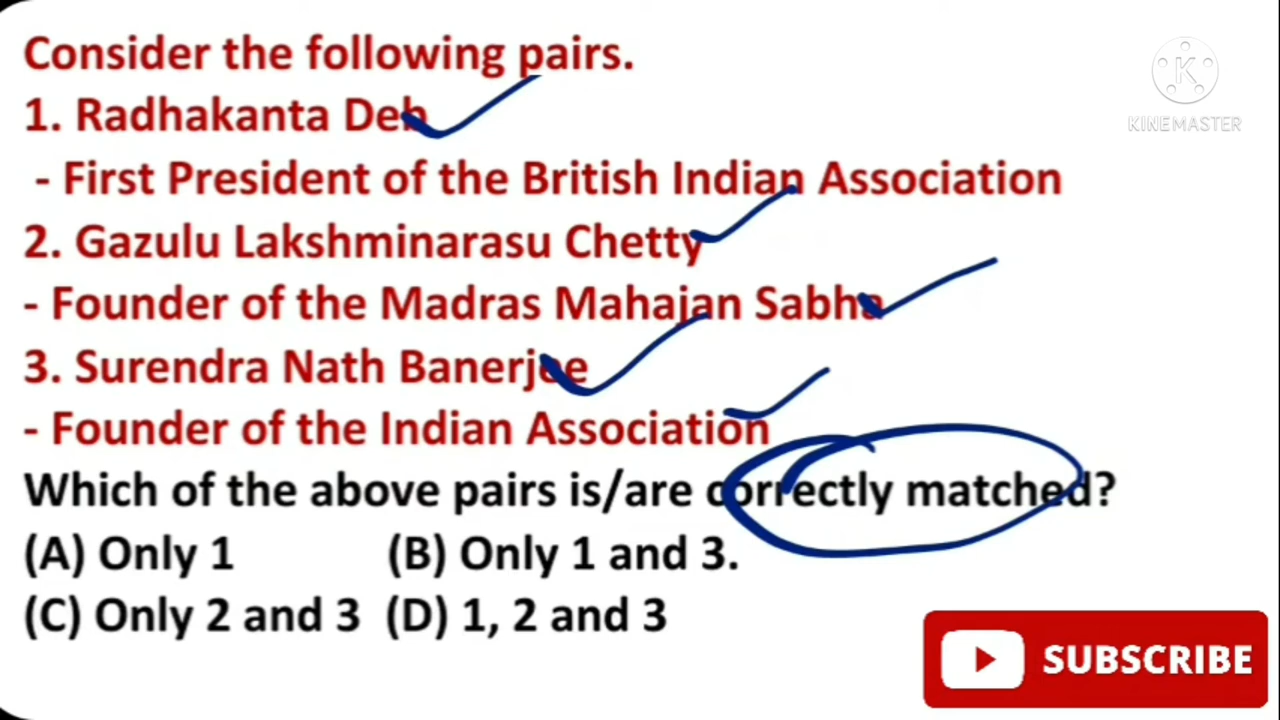 Consider the following pairs.
1. Radhakanta Deb
- First President of the British Indian Association
2. Gazulu Lakshminarasu Chetty
- Founder of the Madras Mahajan Sabha
3. Surendra Nath Banerjee
- Founder of the Indian Association
Which of the above pairs is/are correctly matched?
(A) Only 1 (B) Only 1 and 3.
(C) Only 2 and 3 (D) 1, 2 and 3
K
KINEMASTER
SUBSCRIBE